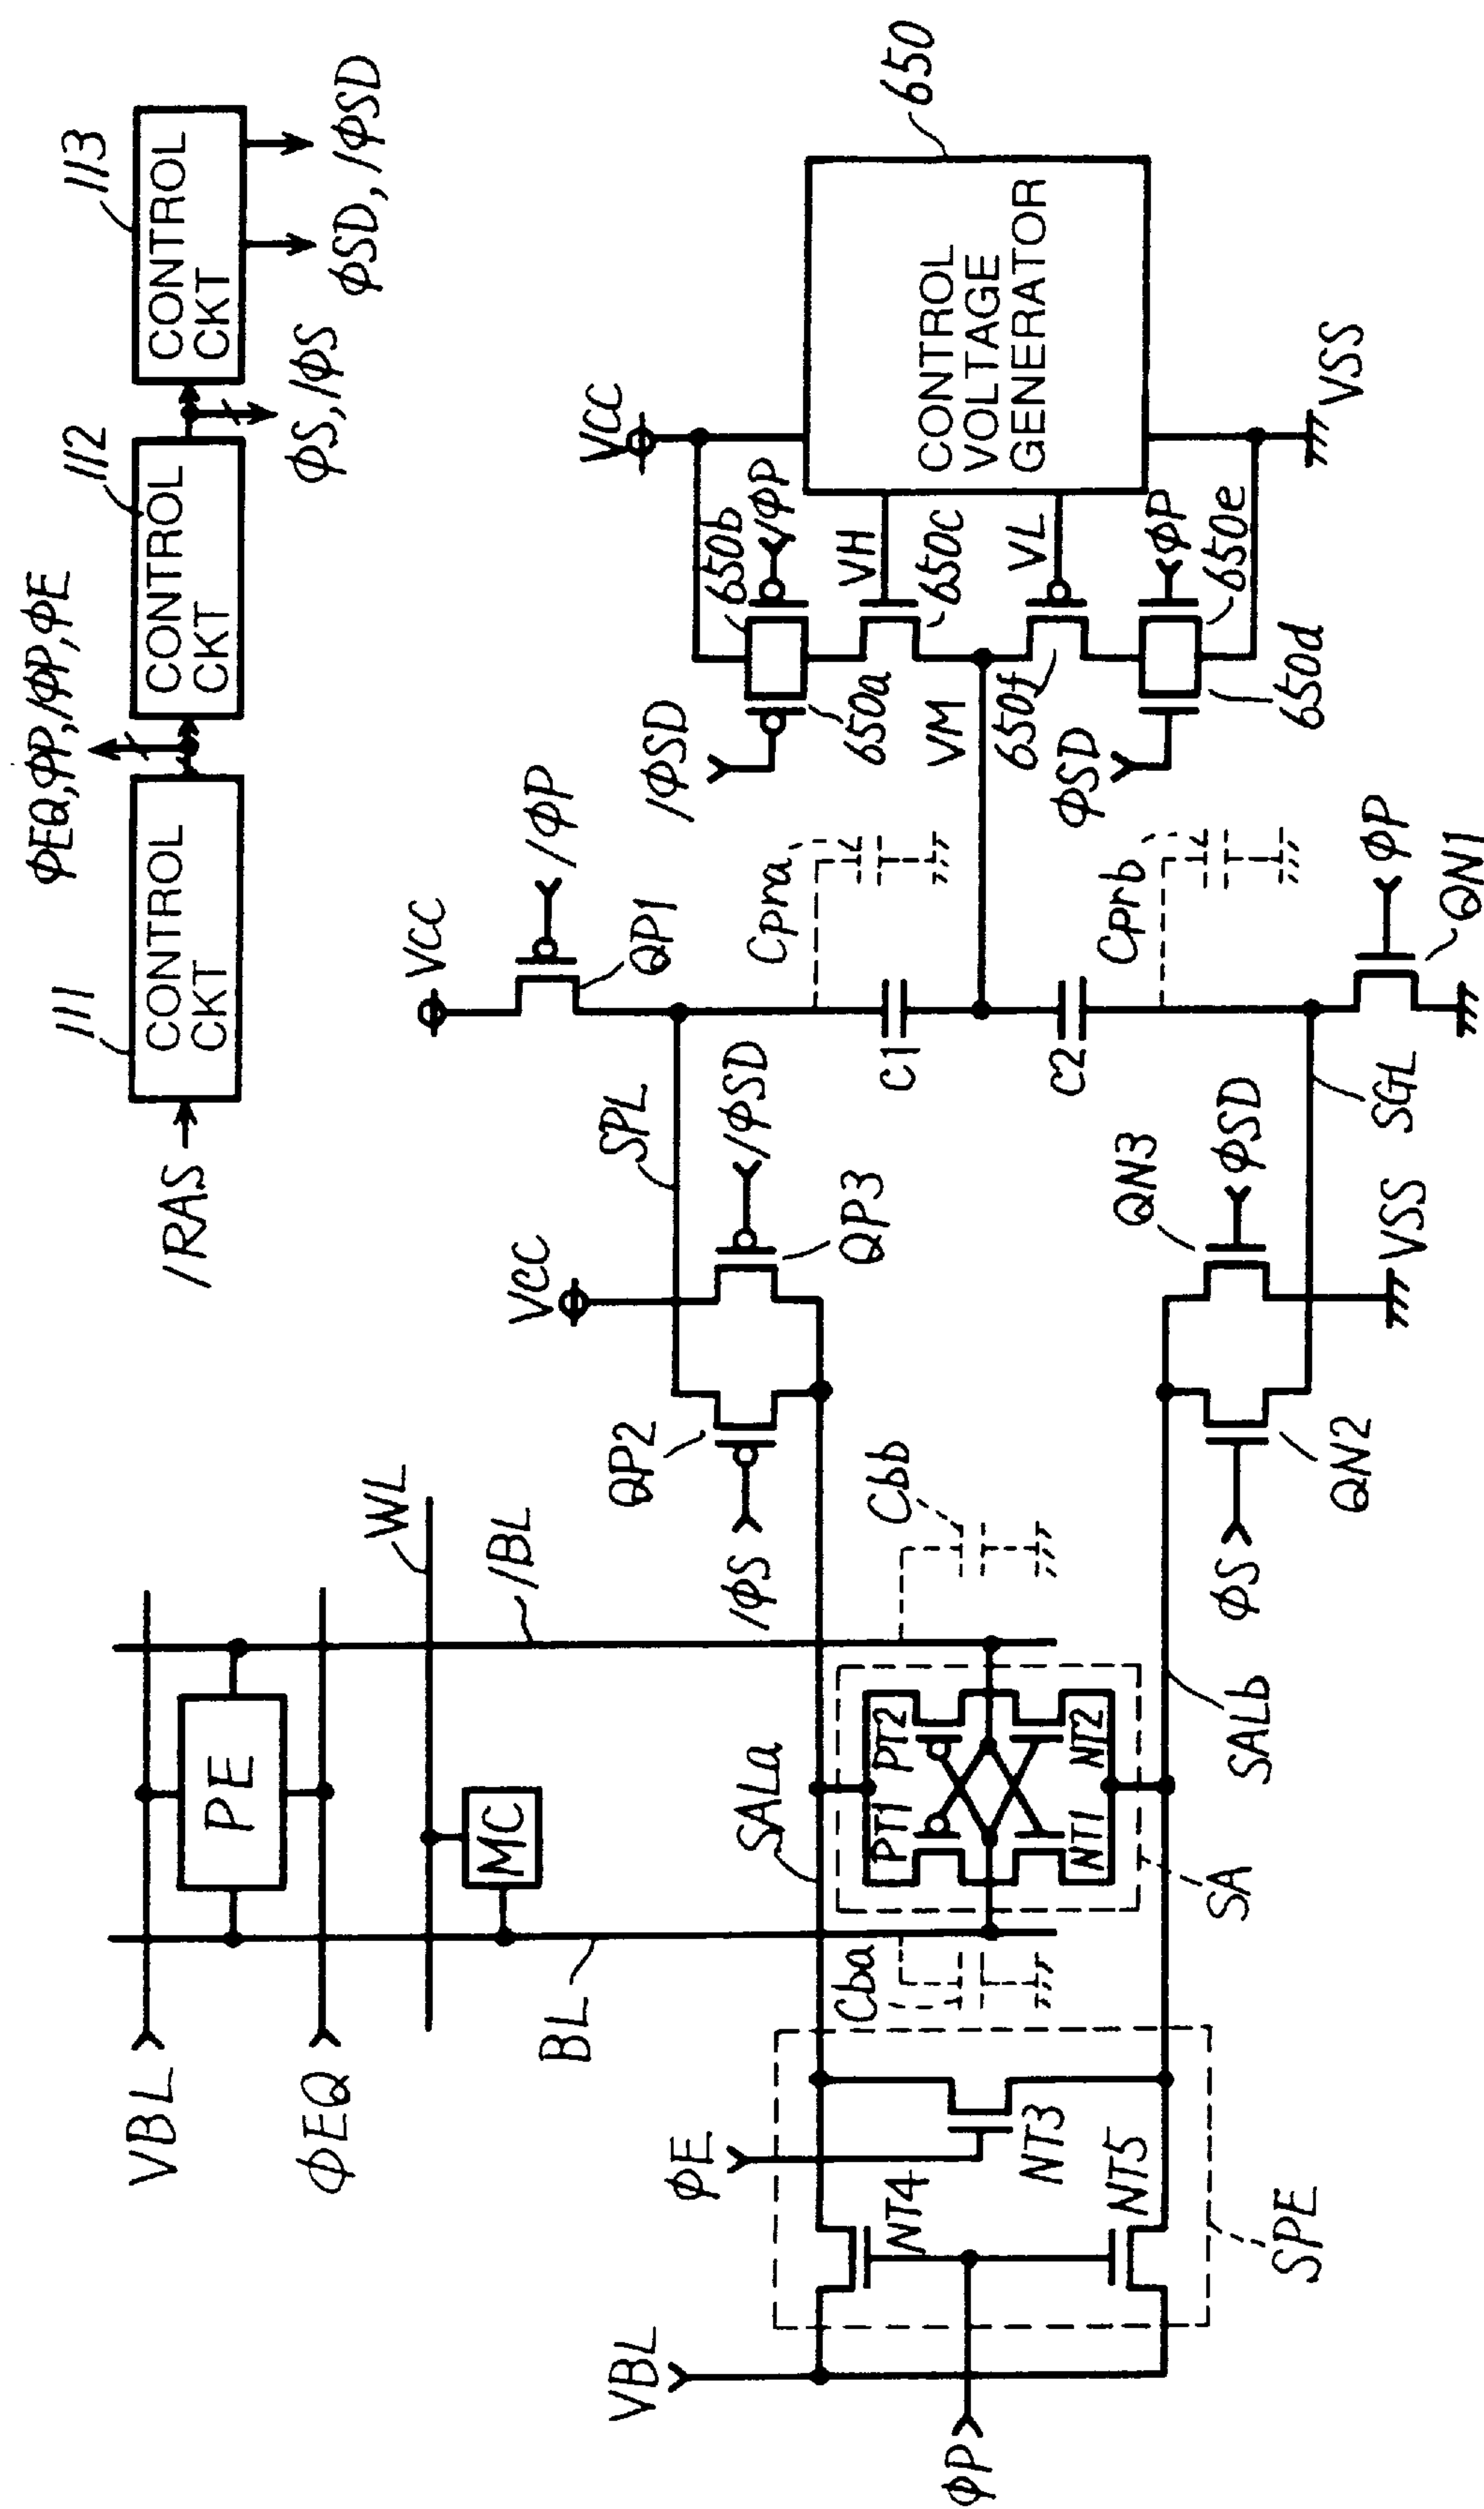 /RAS
111
CONTROL
CKT
φEQ,φP,/φP,φE
112
CONTROL
CKT
φS,/φS
113
CONTROL
CKT
φSD,/φSD
VBL
PE
φEQ
WL
MC
BL
/BL
VBL
φP
φE
NT4
NT3
NT5
SPE
Cba
SALa
PT1
PT2
NT1
NT2
SA
SALb
Cbb
/φS
QP2
VCC
QP3
/φSD
SPL
φS
QN2
QN3
φSD
VSS
SGL
VCC
QP1
/φP
Cpra
C1
C2
Cprb
φP
QN1
/φSD
650a
650b
/φP
VCC
VH
650c
VM
650f
VL
φSD
φP
650e
650d
CONTROL
VOLTAGE
GENERATOR
650
VSS